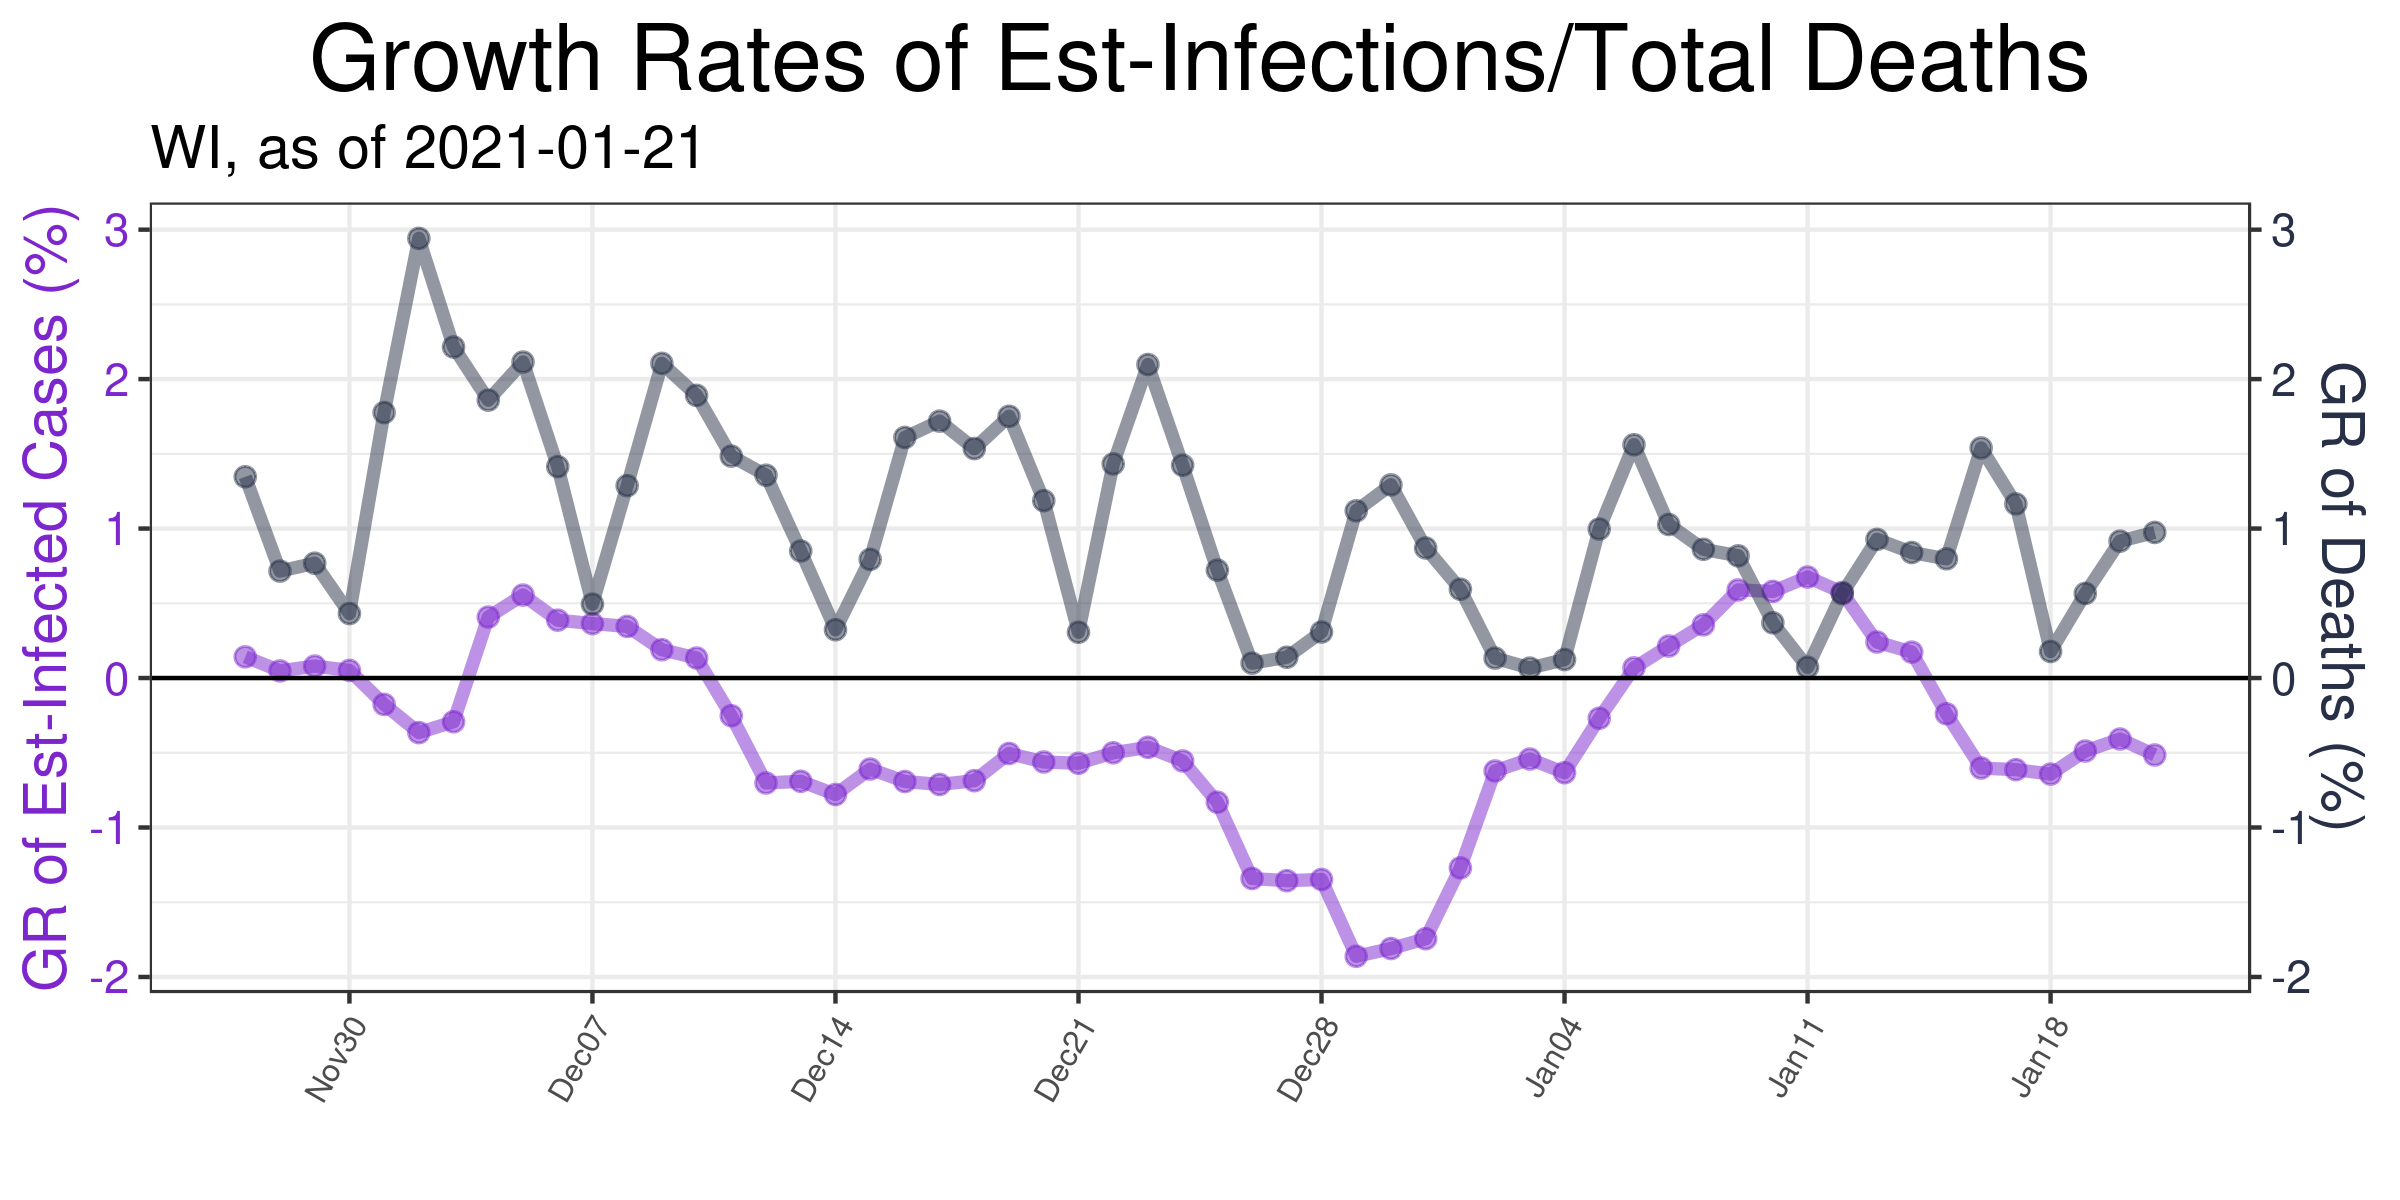 Growth Rates of Est-Infections/Total Deaths
WI, as of 2021-01-21
GR of Est-Infected Cases (%)
3
2
1
0
-1
-2
3
2
1
0
-1
-2
GR of Deaths (%)
Nov30
Dec07
Dec14
Dec21
Dec28
Jan04
Jan11
Jan18